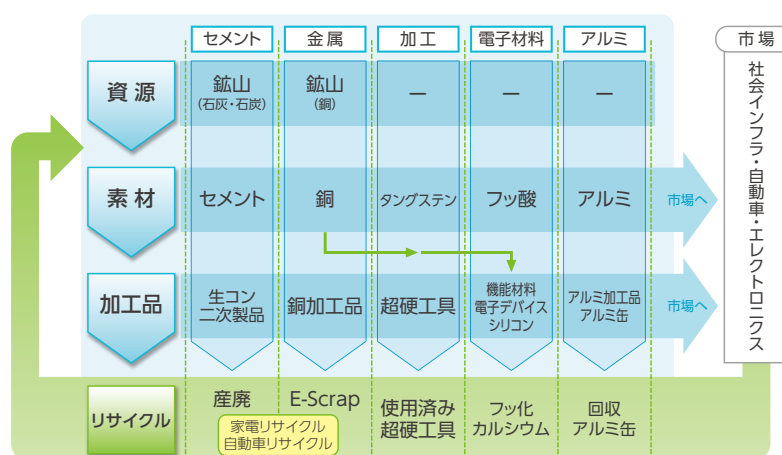 セメント 金属 加工 電子材料 アルミ 市場
資源 鉱山 鉱山 ー ー ー
(石灰・石炭) (銅)
社会インフラ・自動車・エレクトロニクス
素材 セメント 銅 タングステン フッ酸 アルミ 市場へ
加工品 生コン 銅加工品 超硬工具 機能材料 アルミ加工品 市場へ
二次製品 電子デバイス アルミ缶
シリコン
リサイクル 産廃 E-Scrap 使用済み フッ化 回収
超硬工具 カルシウム アルミ缶
家電リサイクル
自動車リサイクル